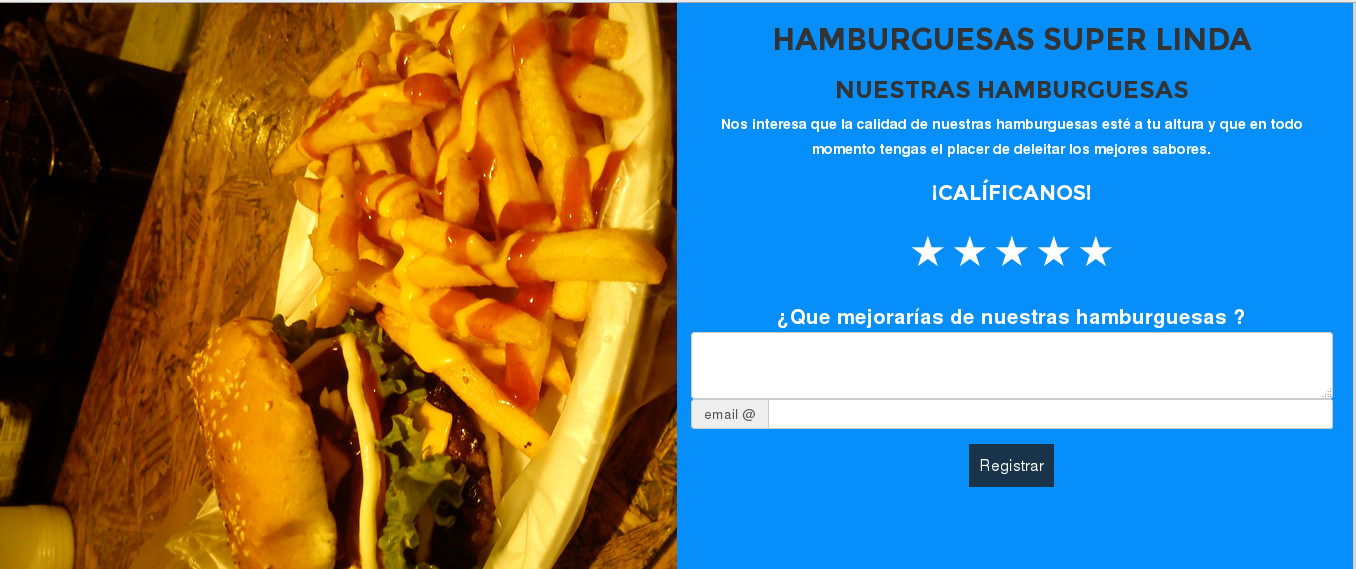 HAMBURGUESAS SUPER LINDA
NUESTRAS HAMBURGUESAS
Nos interesa que la calidad de nuestras hamburguesas esté a tu altura y que en todo
momento tengas el placer de deleitar los mejores sabores.
¡CALÍFICANOS!
¿Que mejorarías de nuestras hamburguesas ?
email @
Registrar